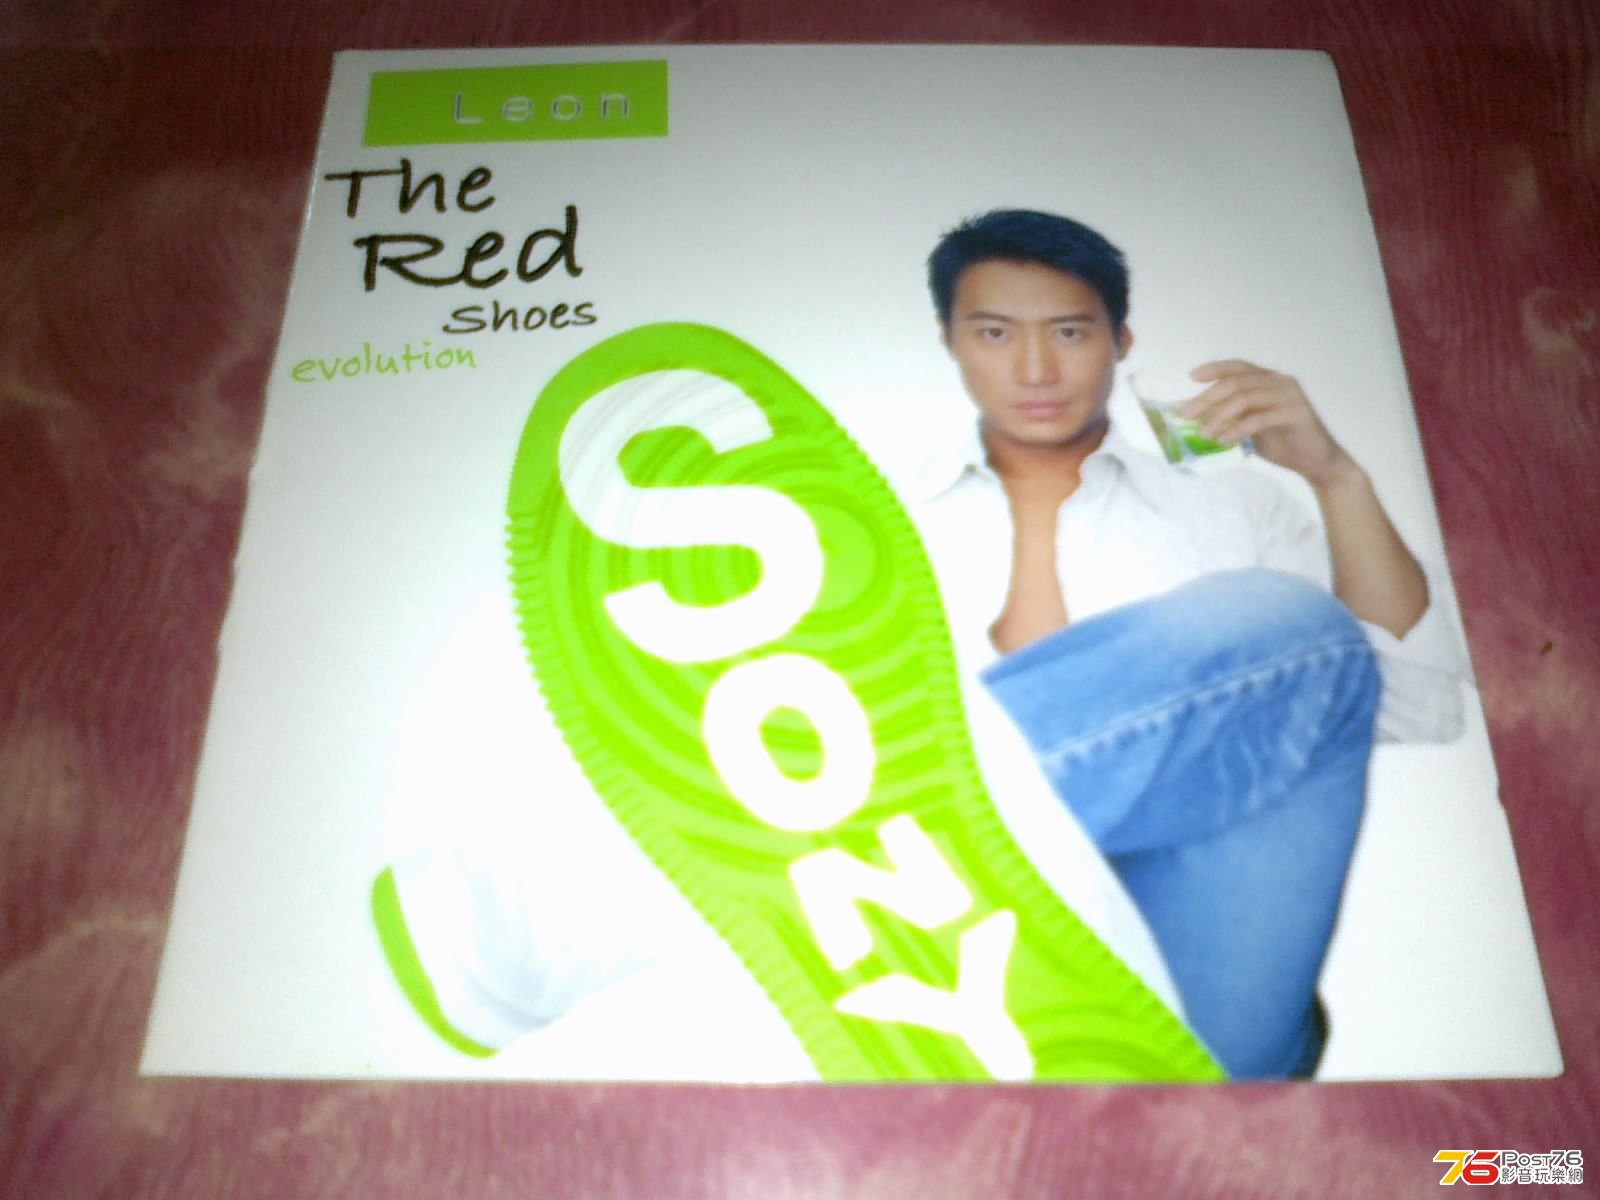 Leon
The
Red
Shoes
evolution
SONY
76 Post76
影音玩樂網